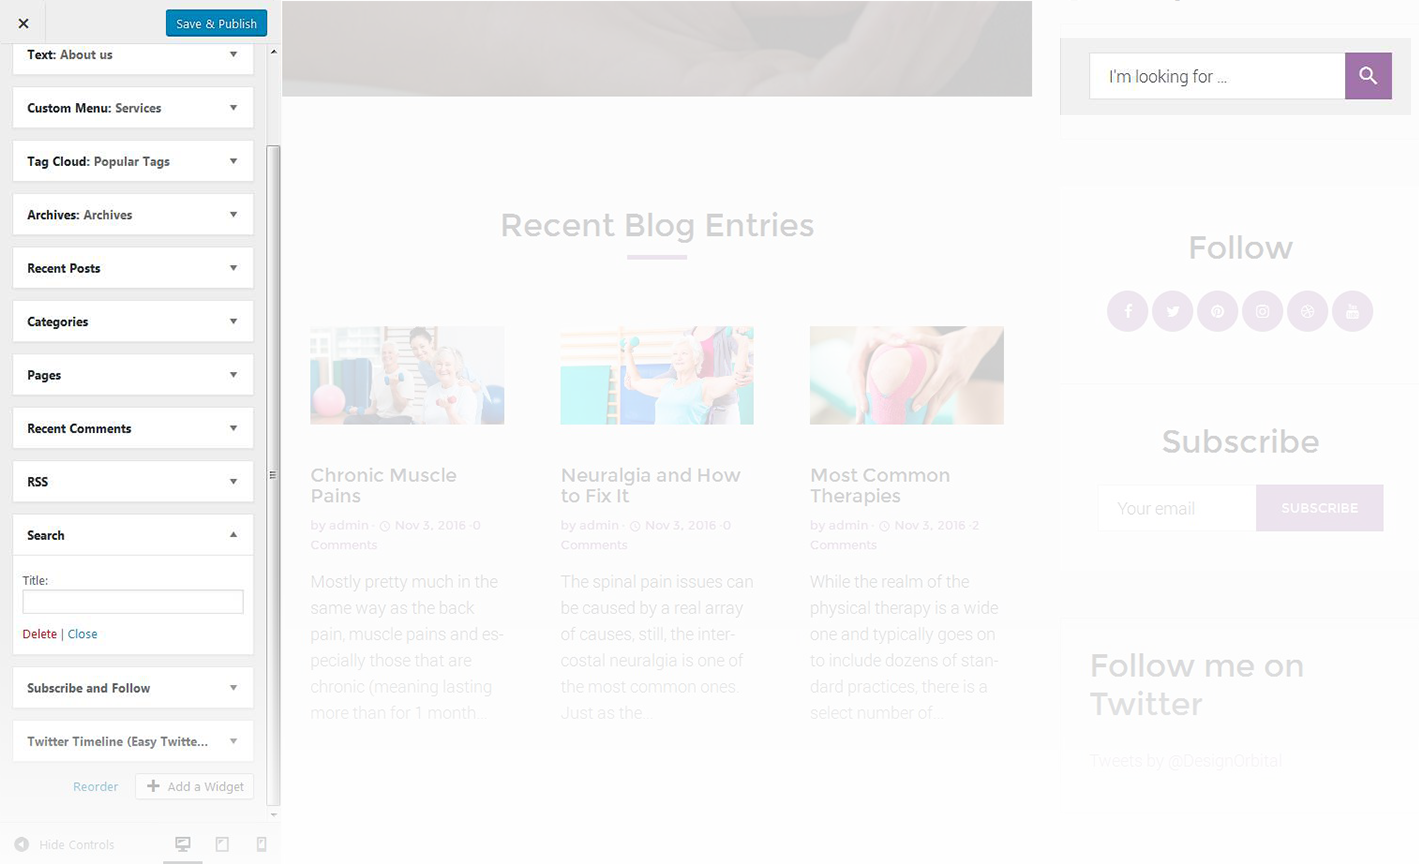 Save & Publish
Text: About us
Custom Menu: Services
Tag Cloud: Popular Tags
Archives: Archives
Recent Posts
Categories
Pages
Recent Comments
RSS
Search
Title:
Delete | Close
Subscribe and Follow
Twitter Timeline (Easy Twitte...
Reorder
Add a Widget
Hide Controls
Recent Blog Entries
Chronic Muscle
Pains
by admin · Nov 3, 2016 ·0
Comments
Mostly pretty much in the
same way as the back
pain, muscle pains and es-
pecially those that are
chronic (meaning lasting
more than for 1 month...
Neuralgia and How
to Fix It
by admin · Nov 3, 2016 ·0
Comments
The spinal pain issues can
be caused by a real array
of causes, still, the inter-
costal neuralgia is one of
the most common ones.
Just as the...
Most Common
Therapies
by admin · Nov 3, 2016 ·2
Comments
While the realm of the
physical therapy is a wide
one and typically goes on
to include dozens of stan-
dard practices, there is a
select number of...
I'm looking for ...
Follow
Subscribe
Your email
SUBSCRIBE
Follow me on
Twitter
Tweets by @DesignOrbital